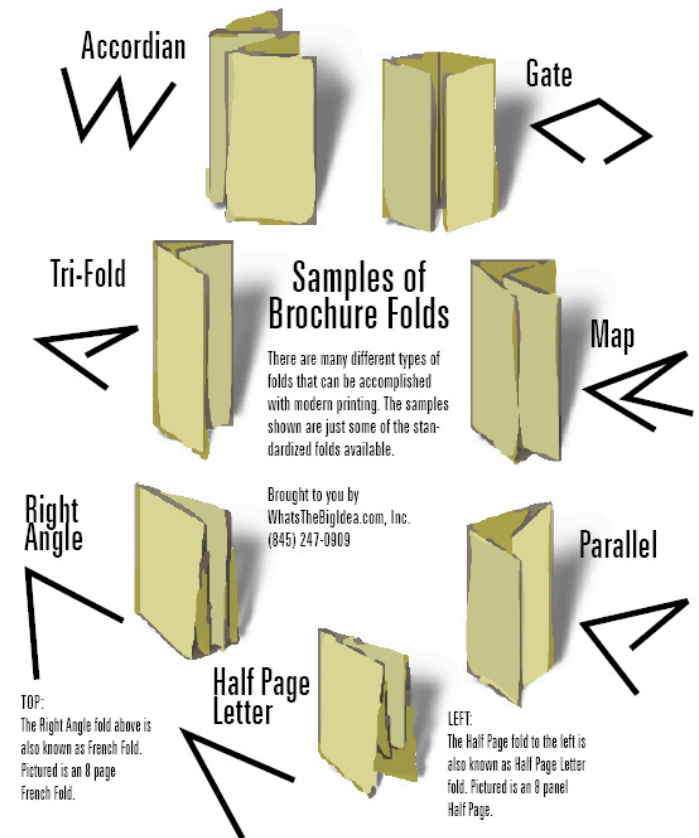 Accordian
Gate
Tri-Fold
Samples of
Brochure Folds
There are many different types of
folds that can be accomplished
with modern printing. The samples
shown are just some of the stan-
dardized folds available.
Brought to you by
WhatsTheBigIdea.com, Inc.
(845) 247-0909
Map
Right
Angle
Parallel
TOP:
The Right Angle fold above is
also known as French Fold.
Pictured is an 8 page
French Fold.
Half Page
Letter
LEFT:
The Half Page fold to the left is
also known as Half Page Letter
fold. Pictured is an 8 panel
Half Page.